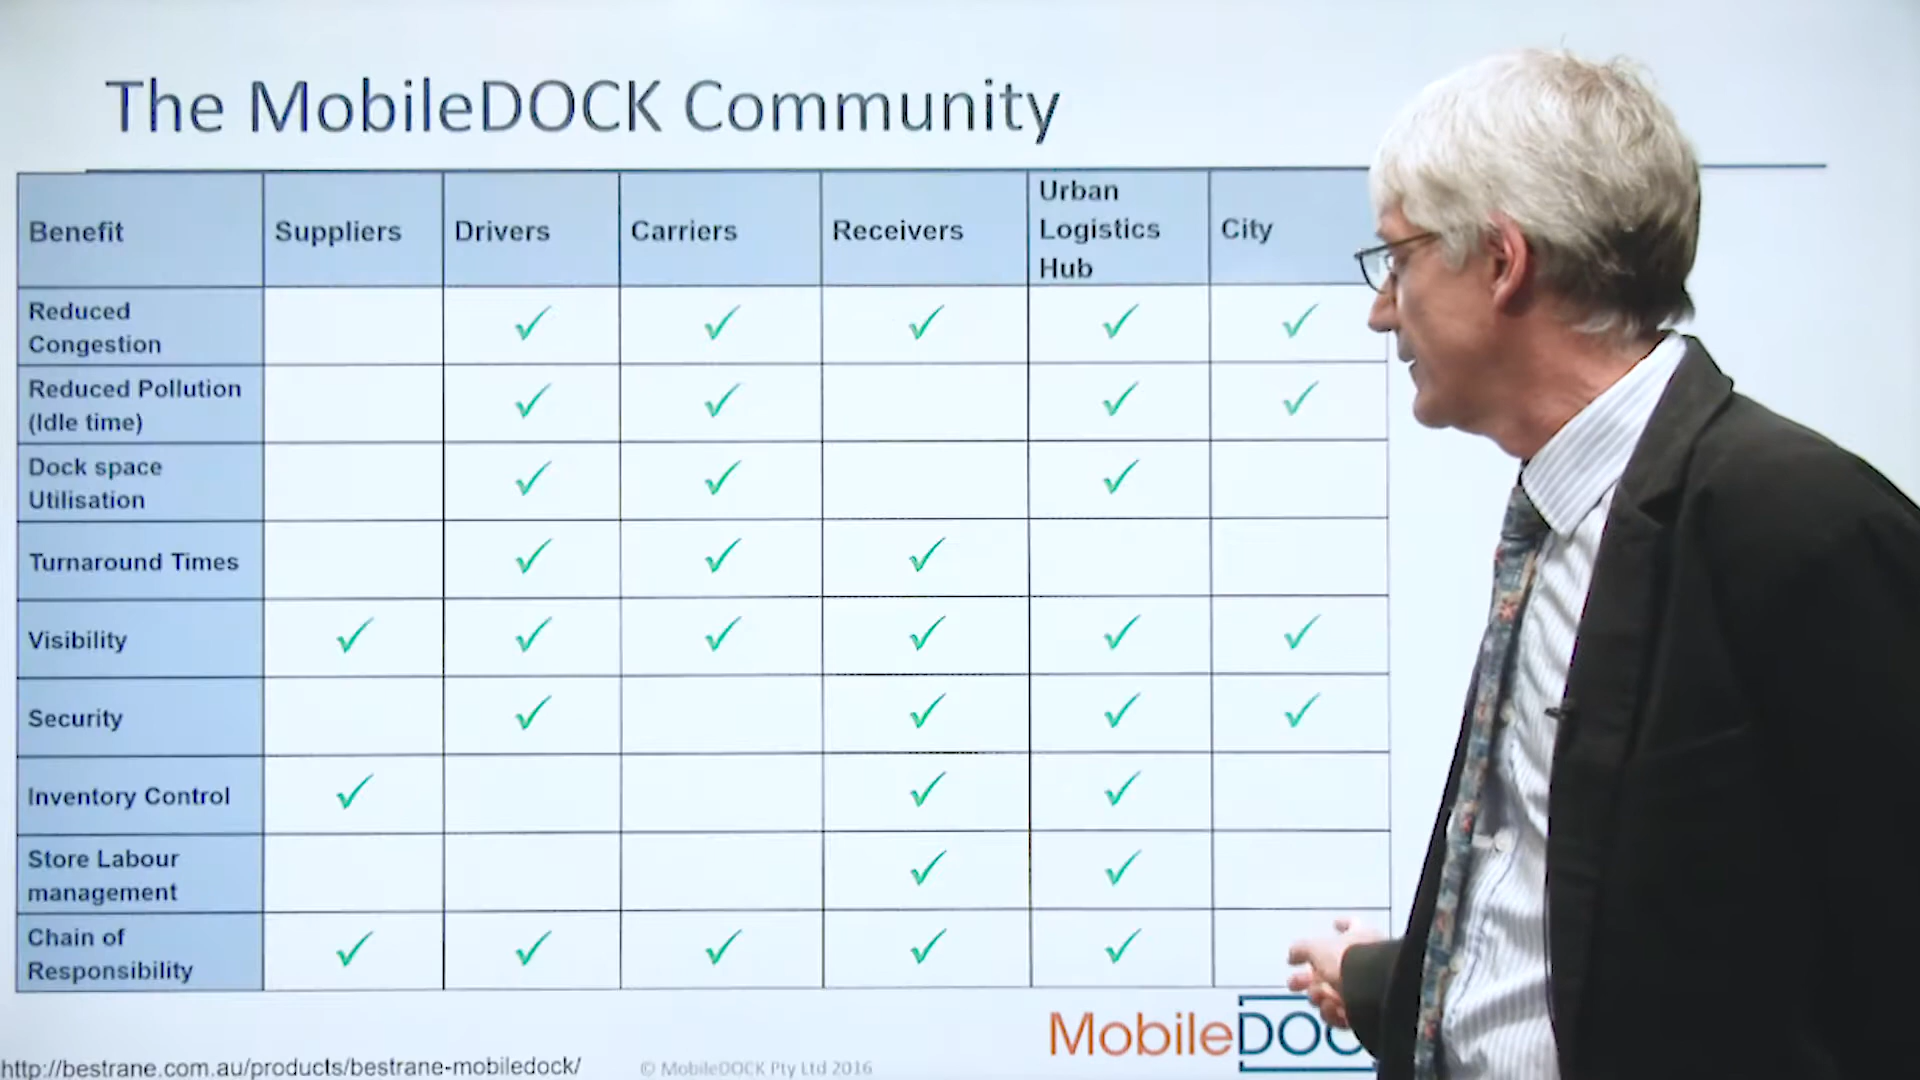 The MobileDOCK Community
Benefit Suppliers Drivers Carriers Receivers Urban Logistics Hub City
Reduced
Congestion ✓ ✓ ✓ ✓ ✓
Reduced Pollution
(Idle time) ✓ ✓ ✓ ✓
Dock space
Utilisation ✓ ✓ ✓
Turnaround Times ✓ ✓ ✓
Visibility ✓ ✓ ✓ ✓ ✓ ✓
Security ✓ ✓ ✓ ✓
Inventory Control ✓ ✓ ✓
Store Labour
management ✓ ✓
Chain of
Responsibility ✓ ✓ ✓ ✓ ✓
http://bestrane.com.au/products/bestrane-mobiledock/
© MobileDOCK Pty Ltd 2016
MobileDOC